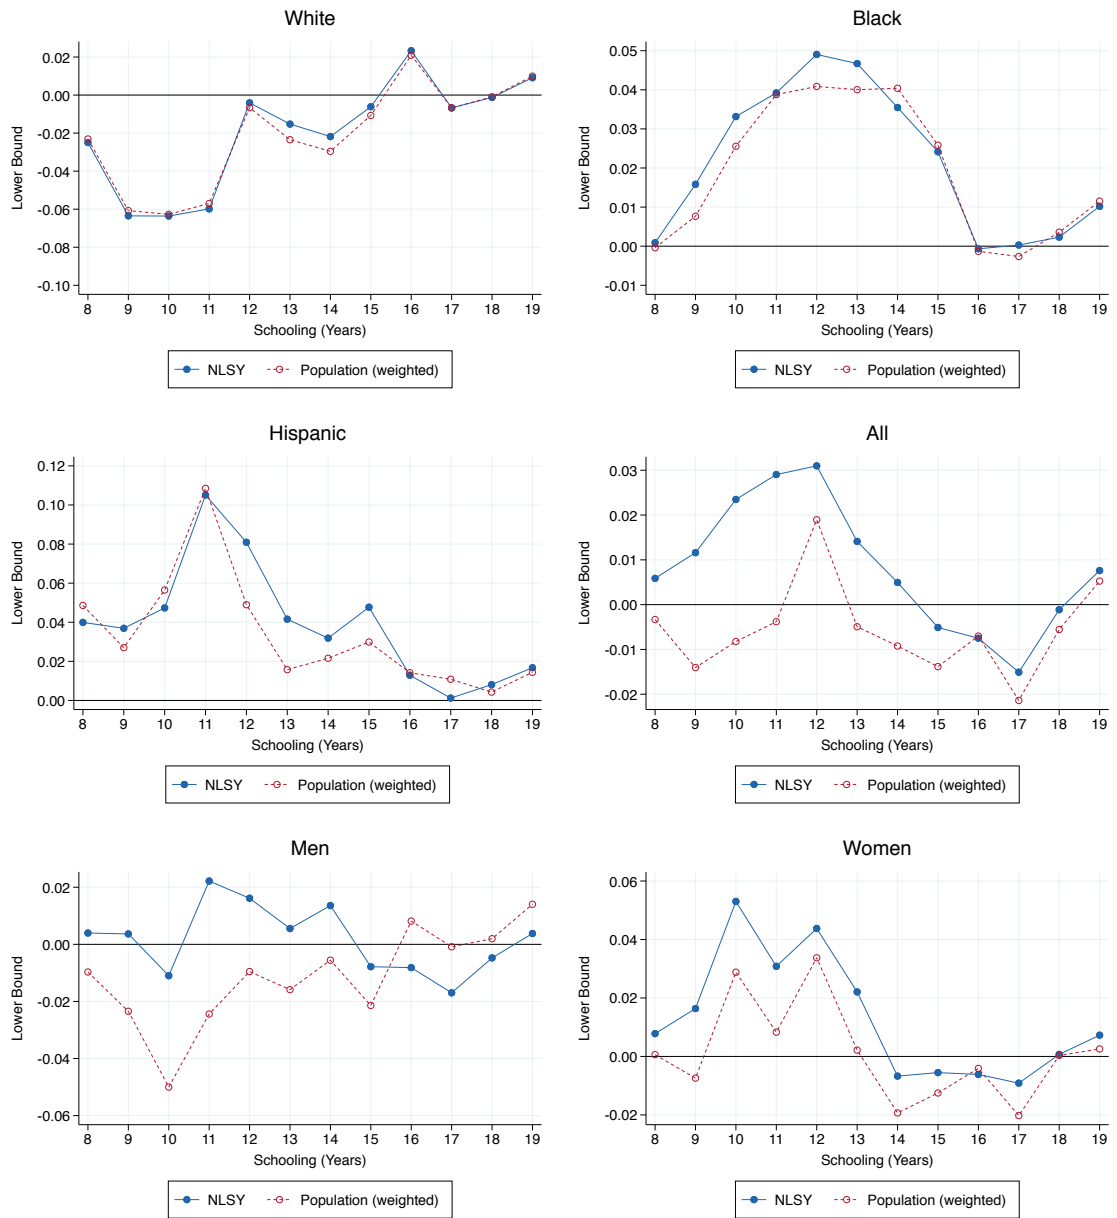 White
0.02
0.00
-0.02
-0.04
-0.06
-0.08
-0.10
Lower Bound
8 9 10 11 12 13 14 15 16 17 18 19
Schooling (Years)
NLSY Population (weighted)
Black
0.05
0.04
0.03
0.02
0.01
0.00
-0.01
Lower Bound
8 9 10 11 12 13 14 15 16 17 18 19
Schooling (Years)
NLSY Population (weighted)
Hispanic
0.12
0.10
0.08
0.06
0.04
0.02
0.00
Lower Bound
8 9 10 11 12 13 14 15 16 17 18 19
Schooling (Years)
NLSY Population (weighted)
All
0.03
0.02
0.01
0.00
-0.01
-0.02
Lower Bound
8 9 10 11 12 13 14 15 16 17 18 19
Schooling (Years)
NLSY Population (weighted)
Men
0.02
0.00
-0.02
-0.04
-0.06
Lower Bound
8 9 10 11 12 13 14 15 16 17 18 19
Schooling (Years)
NLSY Population (weighted)
Women
0.06
0.04
0.02
0.00
-0.02
Lower Bound
8 9 10 11 12 13 14 15 16 17 18 19
Schooling (Years)
NLSY Population (weighted)